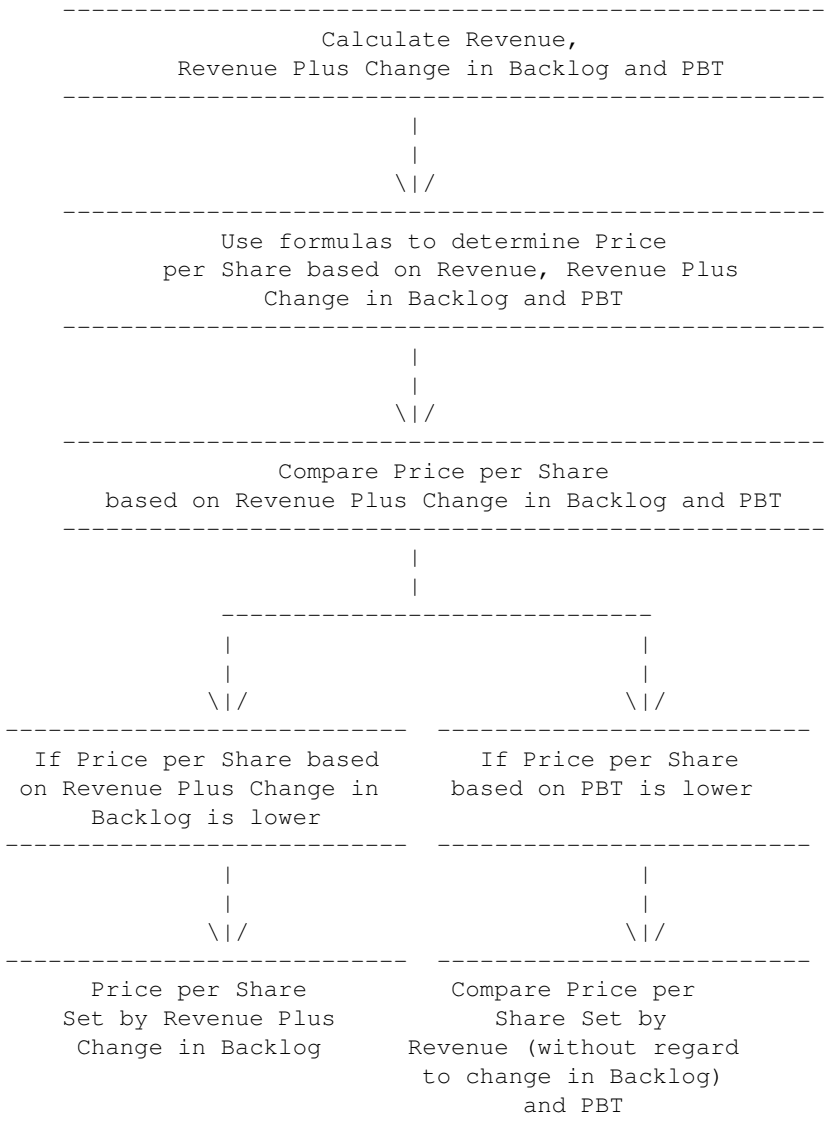 Calculate Revenue,
Revenue Plus Change in Backlog and PBT
Use formulas to determine Price
per Share based on Revenue, Revenue Plus
Change in Backlog and PBT
Compare Price per Share
based on Revenue Plus Change in Backlog and PBT
If Price per Share based
on Revenue Plus Change in
Backlog is lower
If Price per Share
based on PBT is lower
Price per Share
Set by Revenue Plus
Change in Backlog
Compare Price per
Share Set by
Revenue (without regard
to change in Backlog)
and PBT